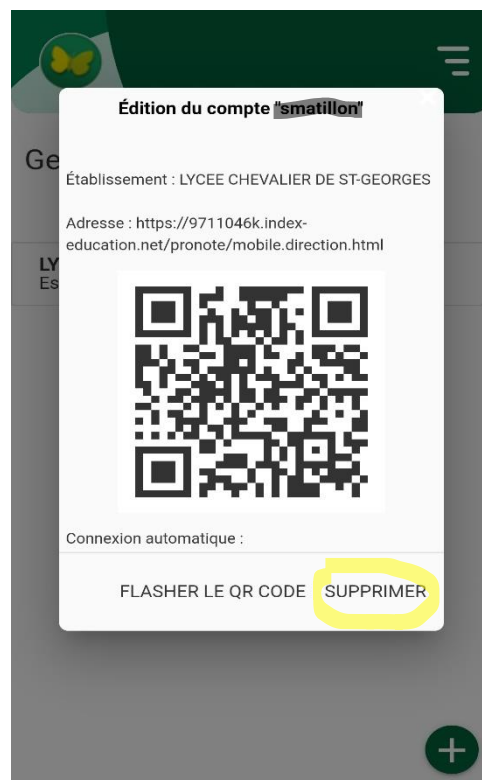 Édition du compte "smatillon"
Ge
Établissement : LYCEE CHEVALIER DE ST-GEORGES
Adresse : https://9711046k.index-
education.net/pronote/mobile.direction.html
LY
Es
Connexion automatique :
FLASHER LE QR CODE SUPPRIMER